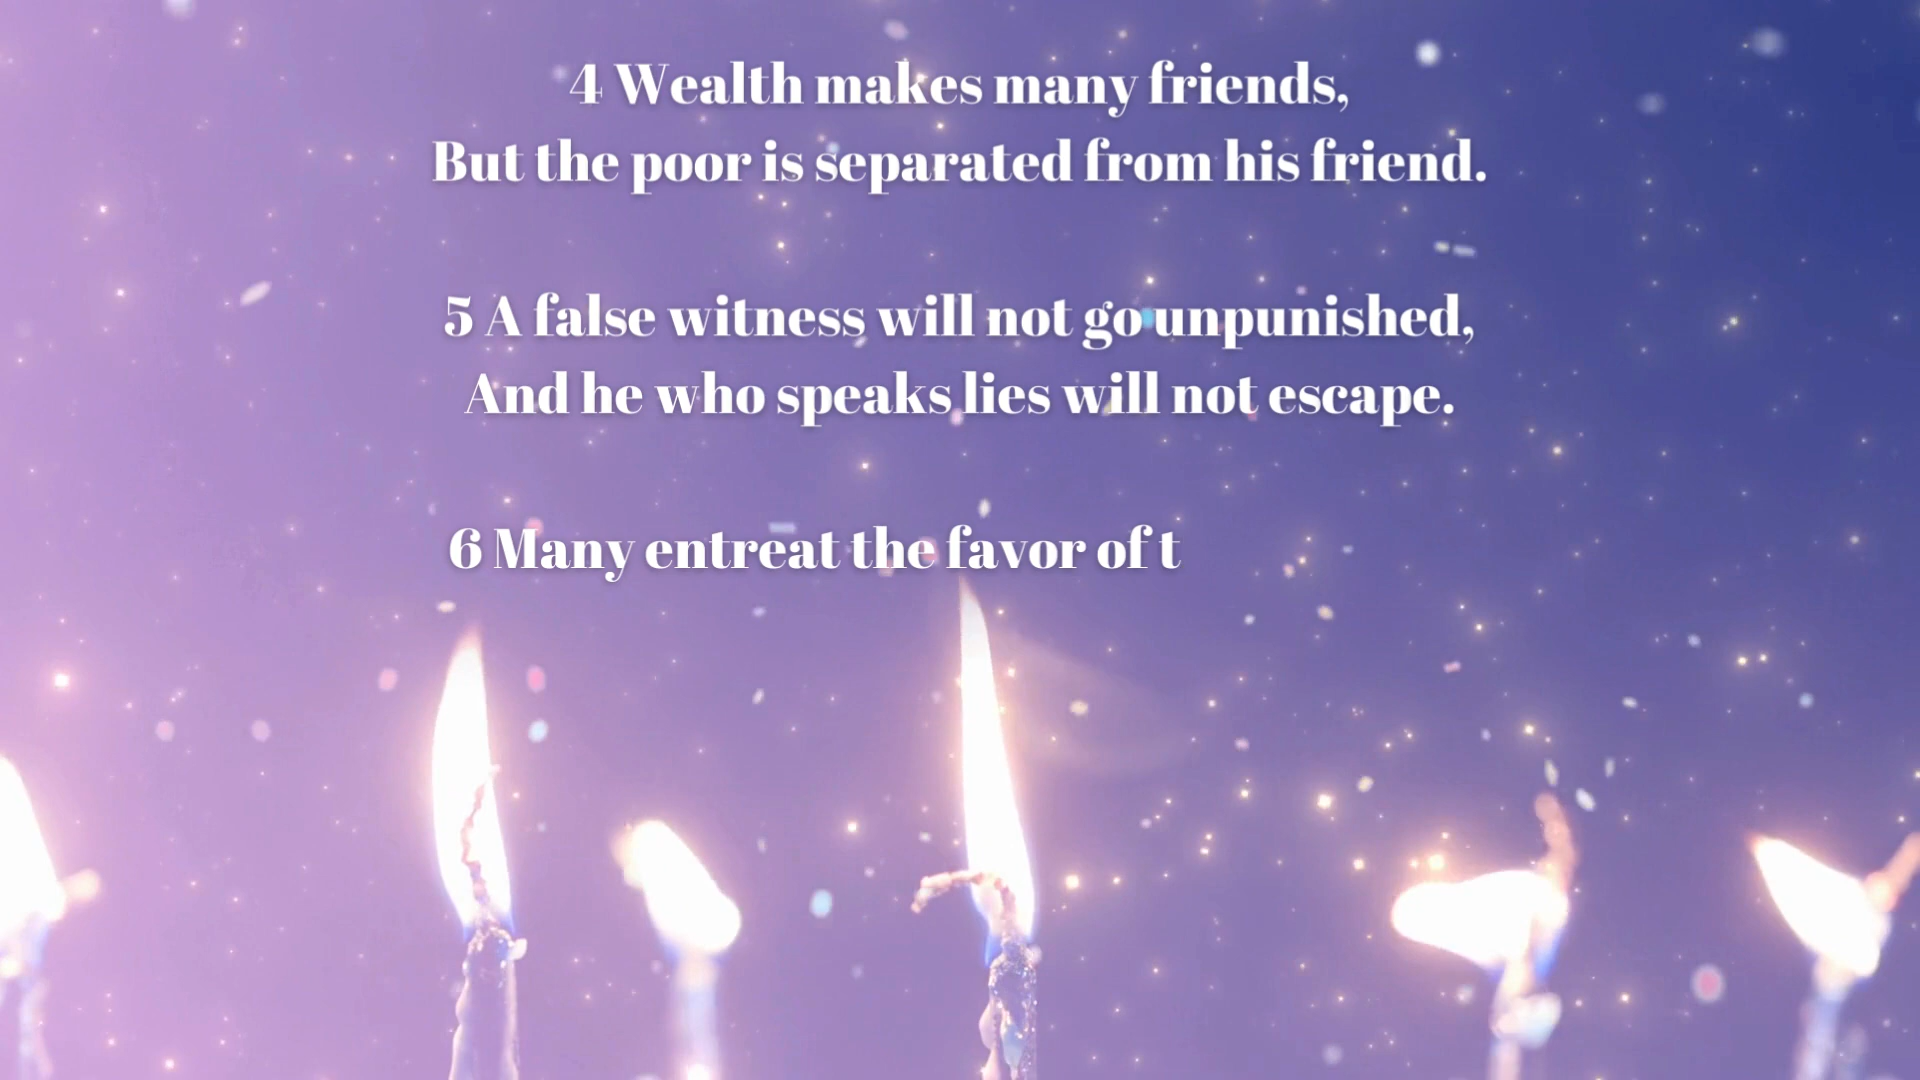 4 Wealth makes many friends,
But the poor is separated from his friend.
5 A false witness will not go unpunished,
And he who speaks lies will not escape.
6 Many entreat the favor of t